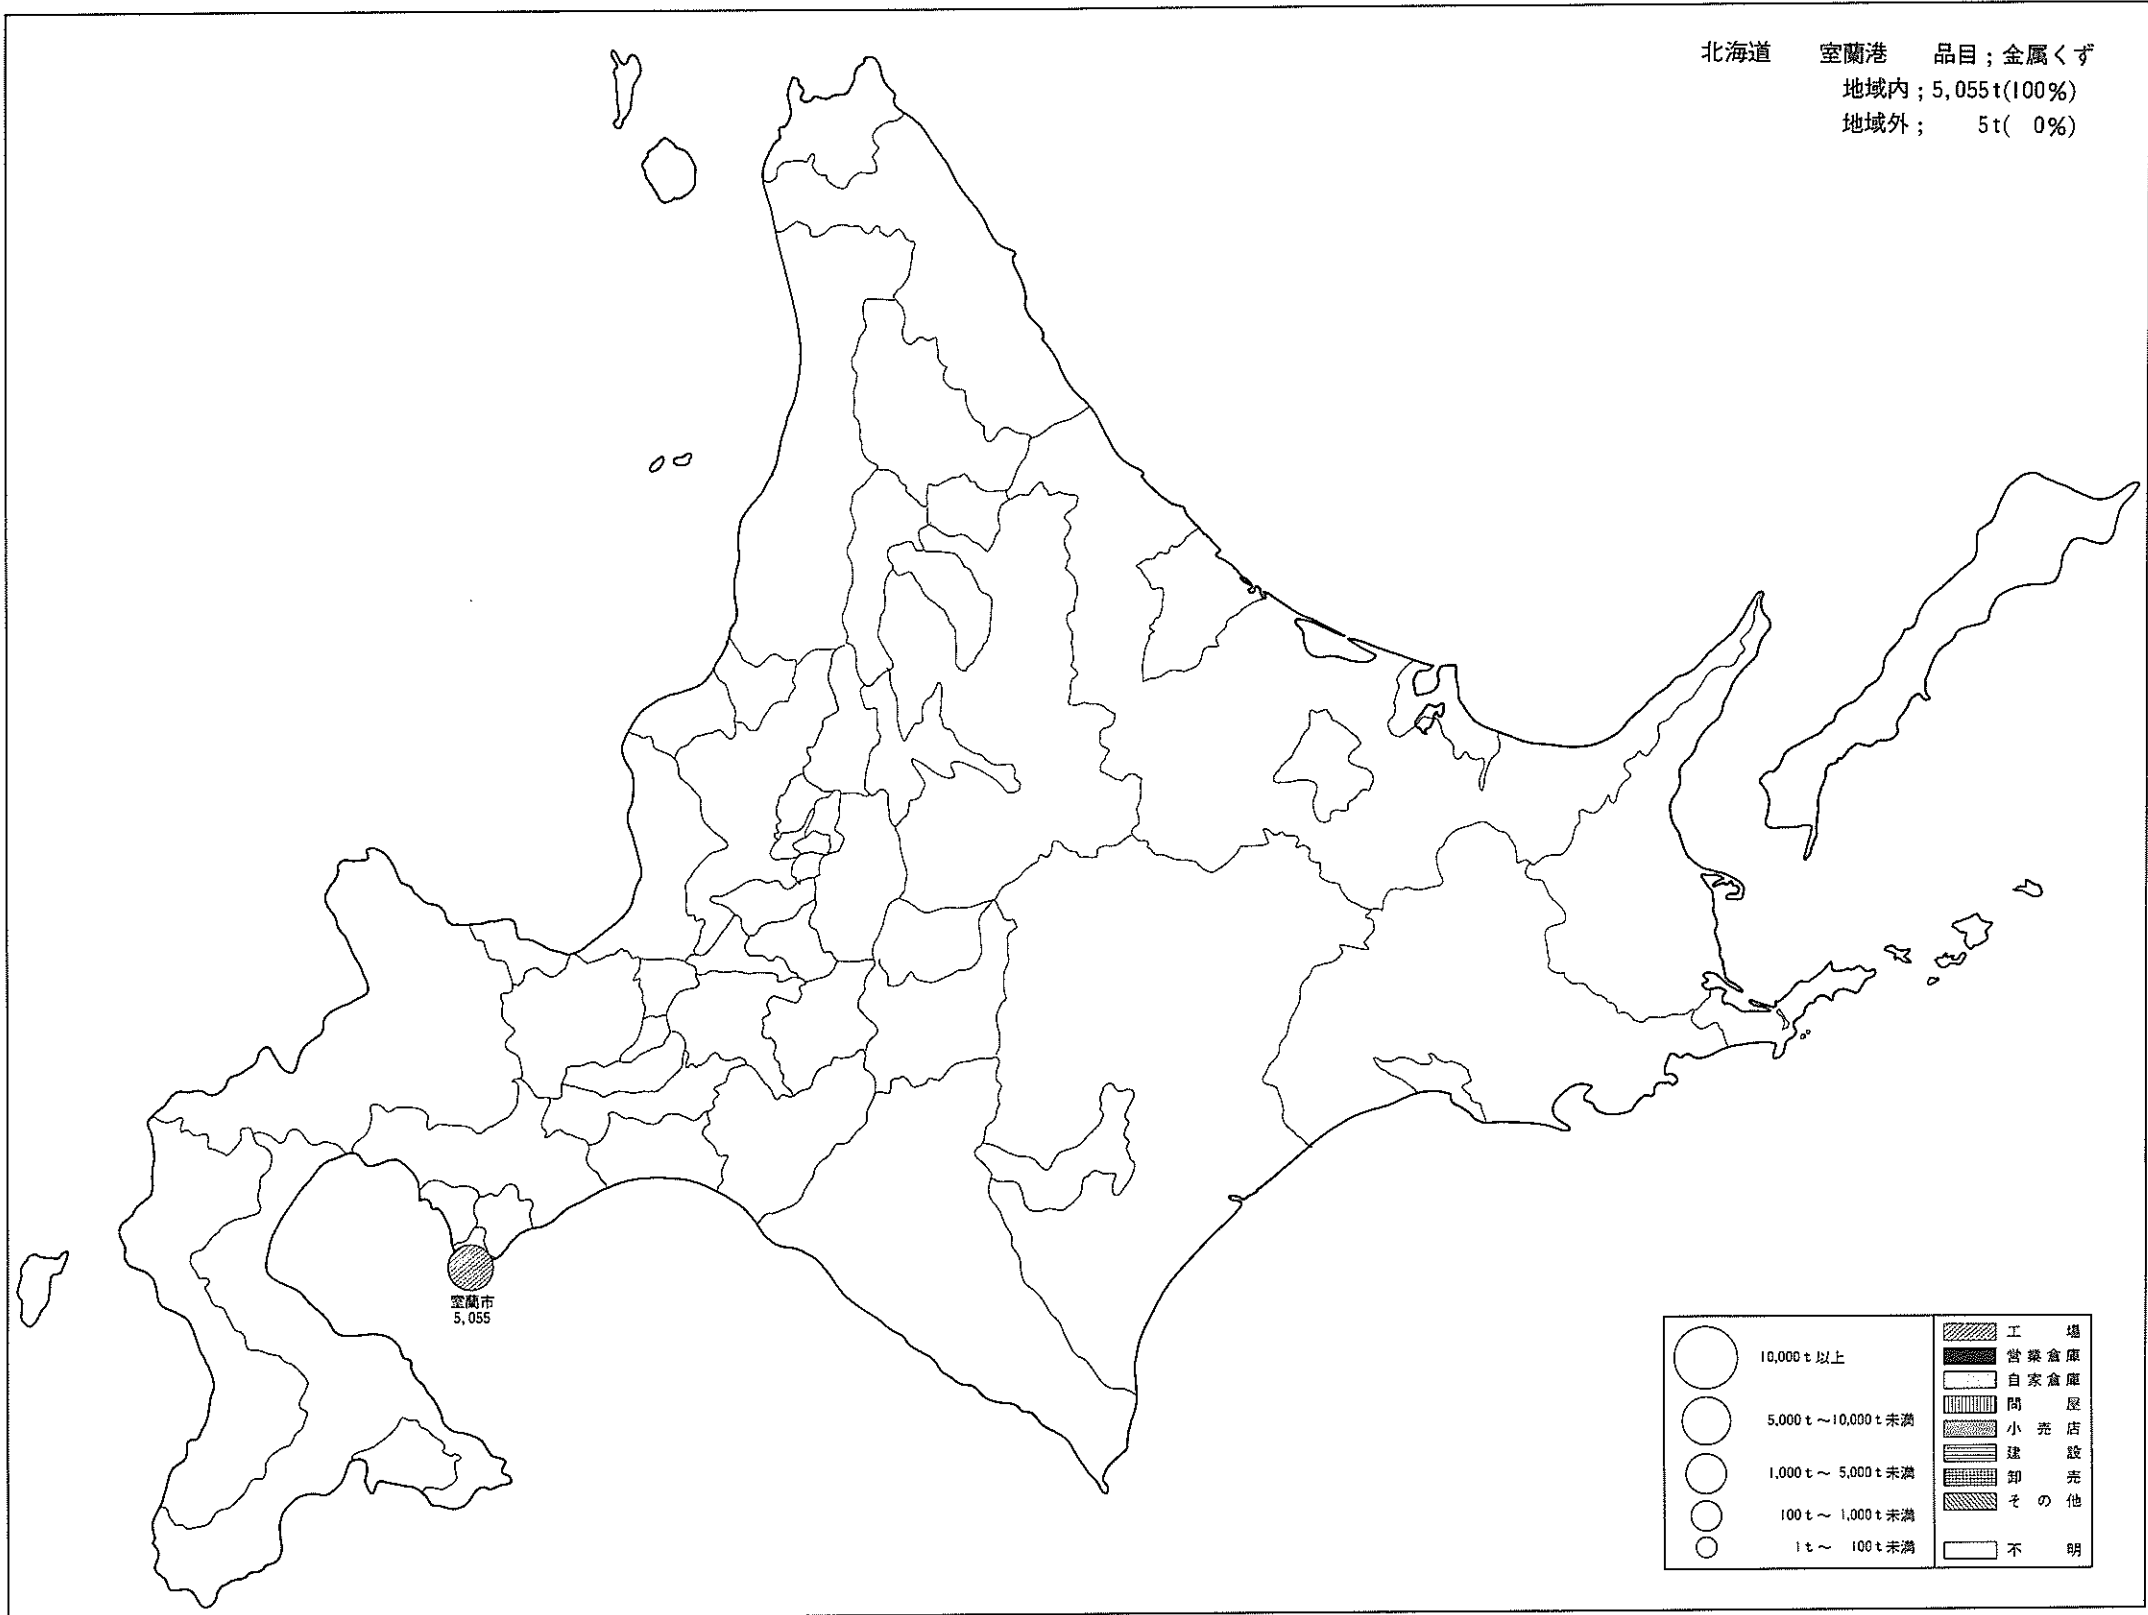 北海道 室蘭港 品目；金属くず
地域内；5,055t(100%)
地域外； 5t( 0%)
室蘭市
5,055
10,000t以上
5,000t～10,000t未満
1,000t～ 5,000t未満
100t～ 1,000t未満
1t～ 100t未満
工場
営業倉庫
自家倉庫
問屋
小売店
建設
卸売
その他
不明